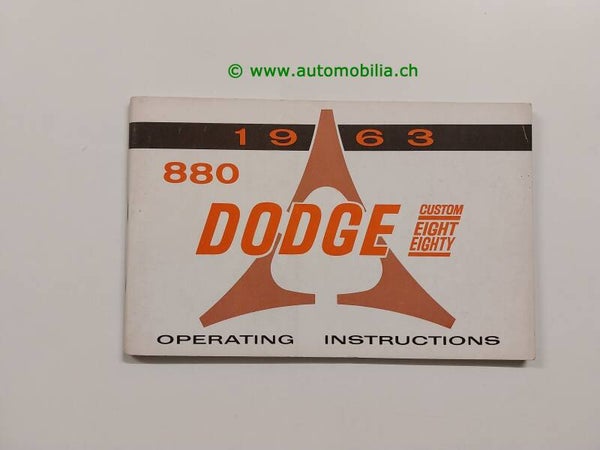 © www.automobilia.ch
1963
880
DODGE
CUSTOM
EIGHT
EIGHTY
OPERATING INSTRUCTIONS